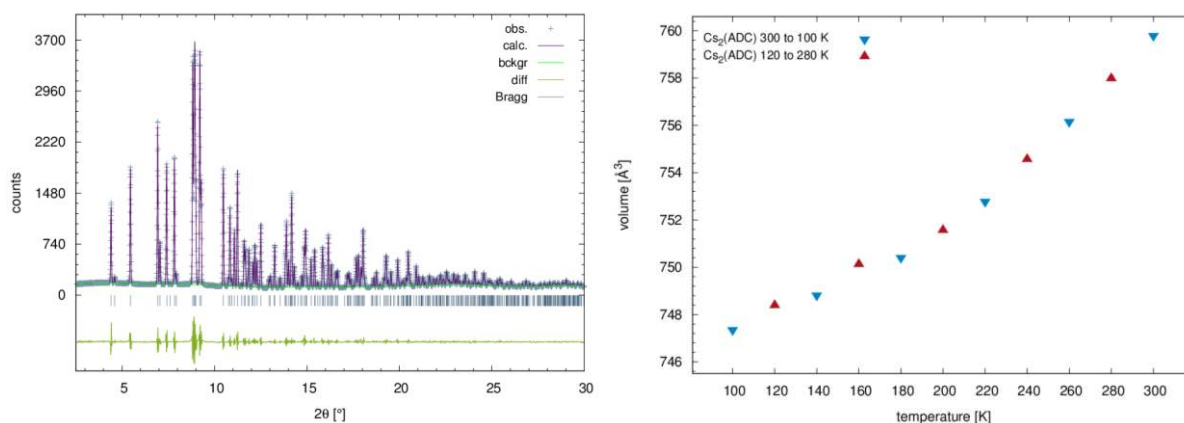 obs.
calc.
bckgr
diff
Bragg
3700
2960
2220
1480
740
0
counts
5
10
15
20
25
30
2θ [°]
Cs₂(ADC) 300 to 100 K
Cs₂(ADC) 120 to 280 K
760
758
756
754
752
750
748
746
volume [Å³]
100 120 140 160 180 200 220 240 260 280 300
temperature [K]